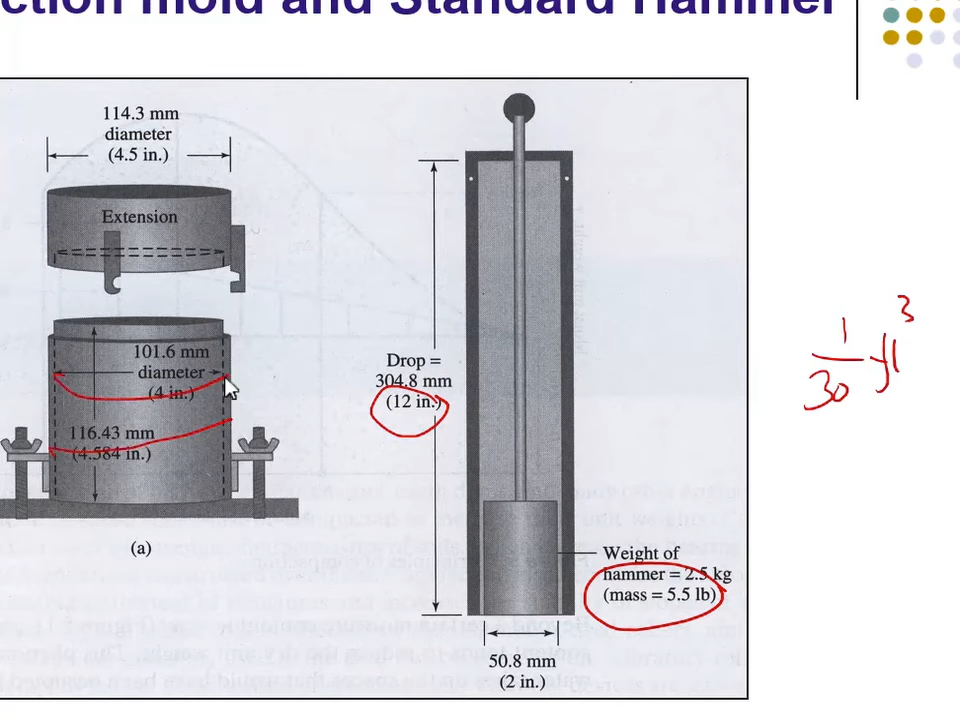 ction mold and Standard Hammer
114.3 mm
diameter
(4.5 in.)
Extension
101.6 mm
diameter
(4 in.)
116.43 mm
(4.584 in.)
(a)
Drop =
304.8 mm
(12 in.)
Weight of
hammer = 2.5 kg
(mass = 5.5 lb)
50.8 mm
(2 in.)
1/30 ft³